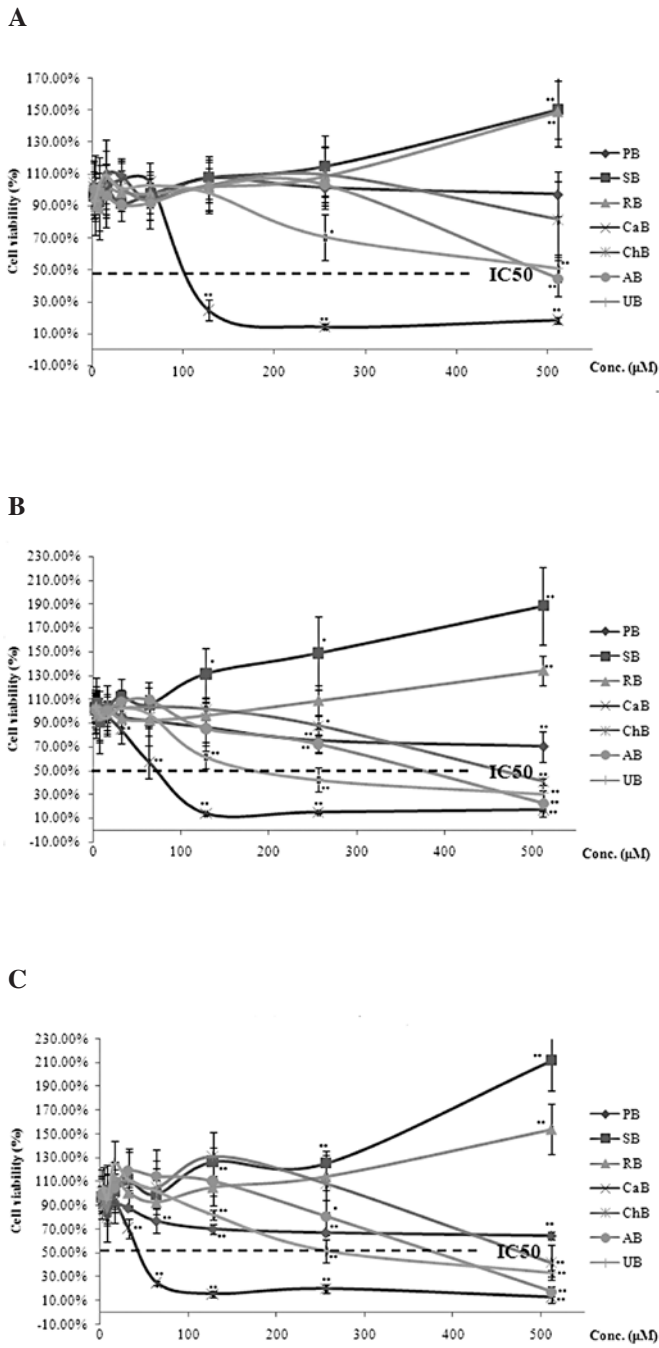 A
170.00%
150.00%
130.00%
110.00%
90.00%
70.00%
50.00%
30.00%
10.00%
-10.00%
Cell viability (%)
0 100 200 300 400 500 Conc. (µM)
IC50
PB
SB
RB
CaB
ChB
AB
UB
B
230.00%
210.00%
190.00%
170.00%
150.00%
130.00%
110.00%
90.00%
70.00%
50.00%
30.00%
10.00%
-10.00%
Cell viability (%)
0 100 200 300 400 500 Conc. (µM)
IC50
PB
SB
RB
CaB
ChB
AB
UB
C
230.00%
210.00%
190.00%
170.00%
150.00%
130.00%
110.00%
90.00%
70.00%
50.00%
30.00%
10.00%
-10.00%
Cell viability (%)
0 100 200 300 400 500 Conc. (µM)
IC50
PB
SB
RB
CaB
ChB
AB
UB